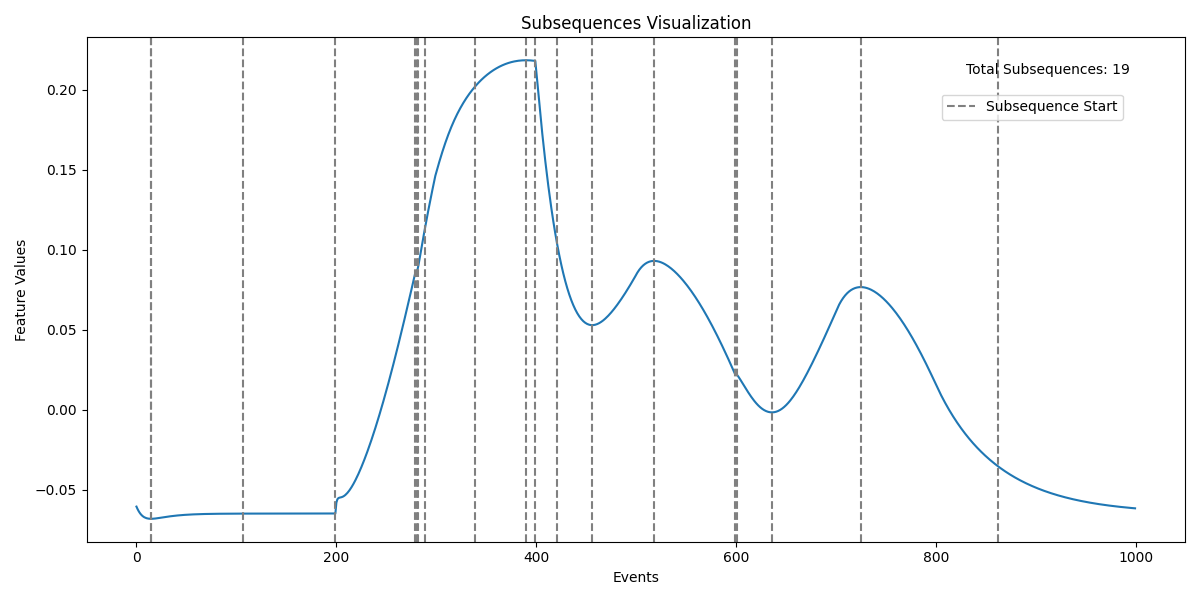 Subsequences Visualization
Total Subsequences: 19
Subsequence Start
Feature Values
0.20
0.15
0.10
0.05
0.00
−0.05
0
200
400
600
800
1000
Events